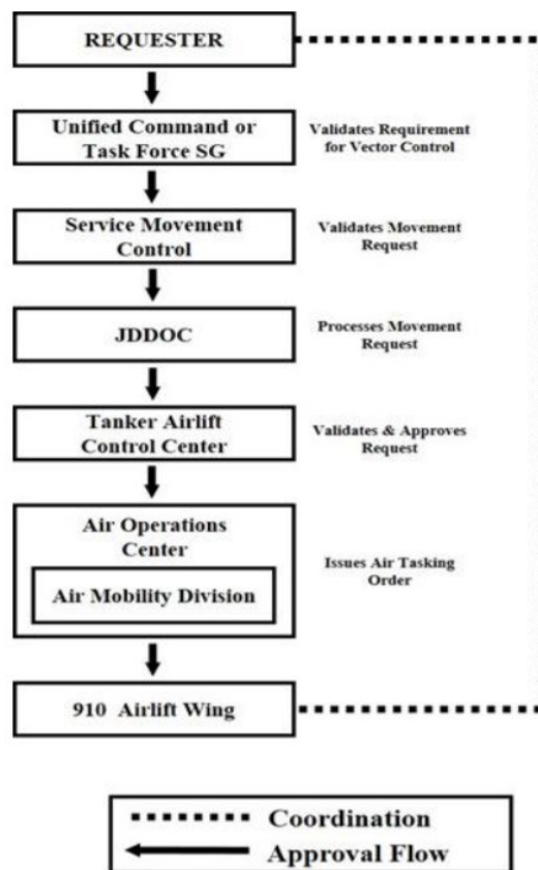 REQUESTER
Unified Command or
Task Force SG
Validates Requirement
for Vector Control
Service Movement
Control
Validates Movement
Request
JDDOC
Processes Movement
Request
Tanker Airlift
Control Center
Validates & Approves
Request
Air Operations
Center
Air Mobility Division
Issues Air Tasking
Order
910 Airlift Wing
Coordination
Approval Flow